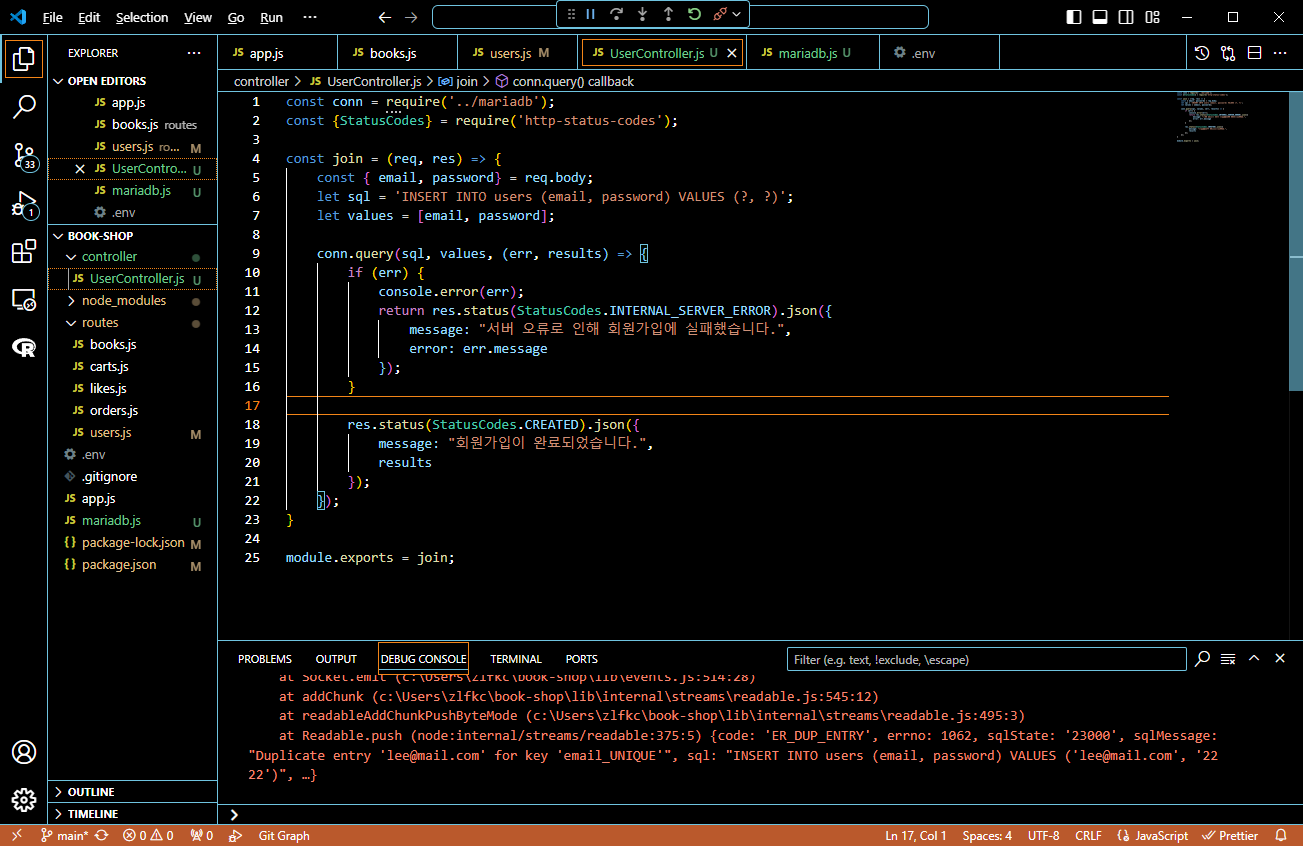 File Edit Selection View Go Run ···
EXPLORER ···
OPEN EDITORS
JS app.js
JS books.js routes
JS users.js ro... M
JS UserContro... U
JS mariadb.js U
.env
BOOK-SHOP
controller
JS UserController.js U
node_modules
routes
JS books.js
JS carts.js
JS likes.js
JS orders.js
JS users.js M
.env
.gitignore
JS app.js
JS mariadb.js U
{} package-lock.json M
{} package.json M
OUTLINE
TIMELINE
33
1
JS app.js JS books.js JS users.js M JS UserController.js U JS mariadb.js U .env
controller > JS UserController.js > join > conn.query() callback
1 const conn = require('../mariadb');
2 const {StatusCodes} = require('http-status-codes');
3
4 const join = (req, res) => {
5 const { email, password} = req.body;
6 let sql = 'INSERT INTO users (email, password) VALUES (?, ?)';
7 let values = [email, password];
8
9 conn.query(sql, values, (err, results) => {
10 if (err) {
11 console.error(err);
12 return res.status(StatusCodes.INTERNAL_SERVER_ERROR).json({
13 message: "서버 오류로 인해 회원가입에 실패했습니다.",
14 error: err.message
15 });
16 }
17
18 res.status(StatusCodes.CREATED).json({
19 message: "회원가입이 완료되었습니다.",
20 results
21 });
22 });
23 }
24
25 module.exports = join;
PROBLEMS OUTPUT DEBUG CONSOLE TERMINAL PORTS Filter (e.g. text, !exclude, \escape)
at Socket.emit (c:\Users\zlfkc\book-shop\lib\events.js:514:28)
at addChunk (c:\Users\zlfkc\book-shop\lib\internal\streams\readable.js:545:12)
at readableAddChunkPushByteMode (c:\Users\zlfkc\book-shop\lib\internal\streams\readable.js:495:3)
at Readable.push (node:internal/streams/readable:375:5) {code: 'ER_DUP_ENTRY', errno: 1062, sqlState: '23000', sqlMessage:
"Duplicate entry 'lee@mail.com' for key 'email_UNIQUE'", sql: "INSERT INTO users (email, password) VALUES ('lee@mail.com', '22
22')", …}
main* 0 0 0 Git Graph Ln 17, Col 1 Spaces: 4 UTF-8 CRLF {} JavaScript Prettier